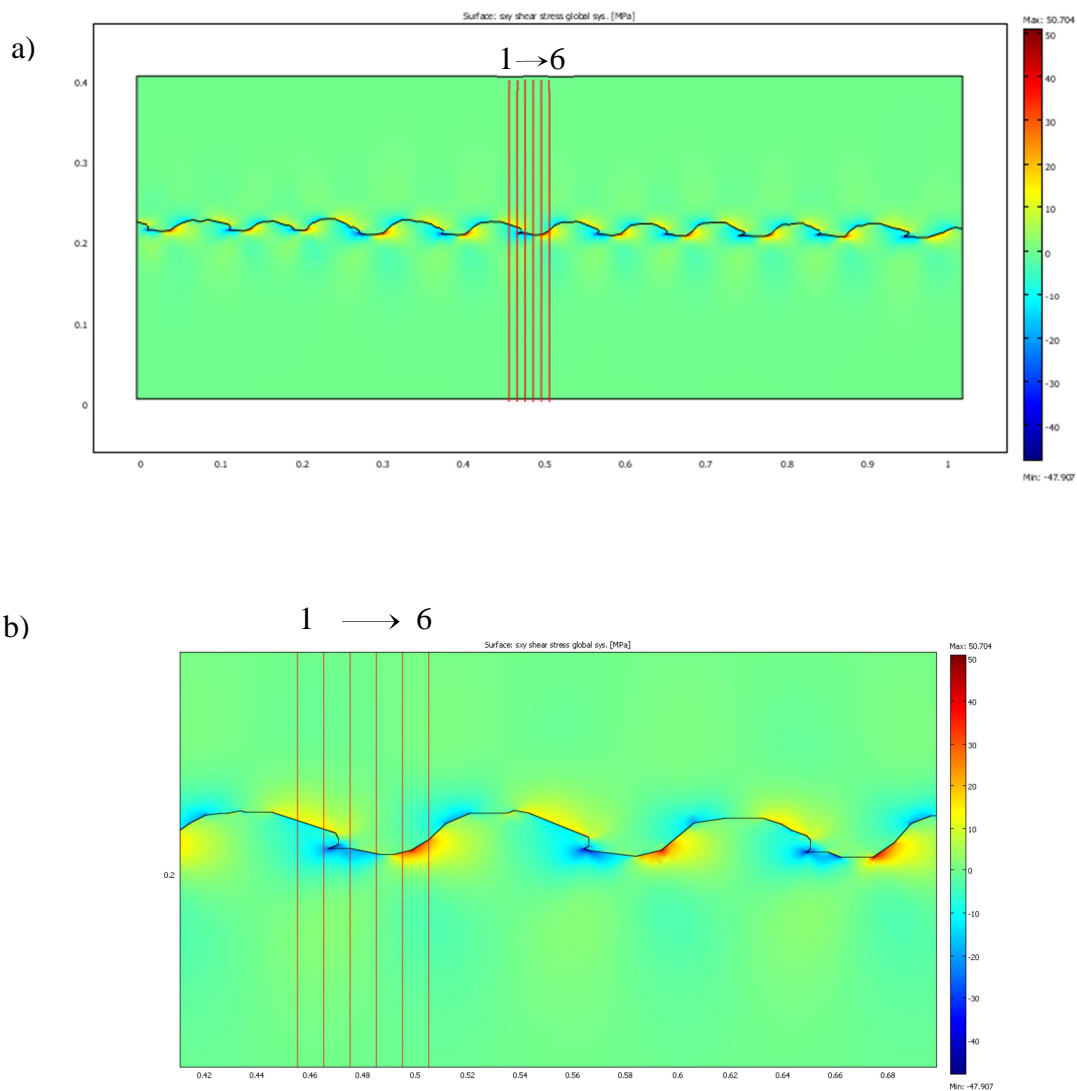 Surface: sxy shear stress global sys. [MPa]
Max: 50.704
a)
1→6
50
40
30
20
10
0
-10
-20
-30
-40
Min: -47.907
0.4
0.3
0.2
0.1
0
0 0.1 0.2 0.3 0.4 0.5 0.6 0.7 0.8 0.9 1
b)
1 → 6
Surface: sxy shear stress global sys. [MPa]
Max: 50.704
50
40
30
20
10
0
-10
-20
-30
-40
Min: -47.907
0.2
0.42 0.44 0.46 0.48 0.5 0.52 0.54 0.56 0.58 0.6 0.62 0.64 0.66 0.68